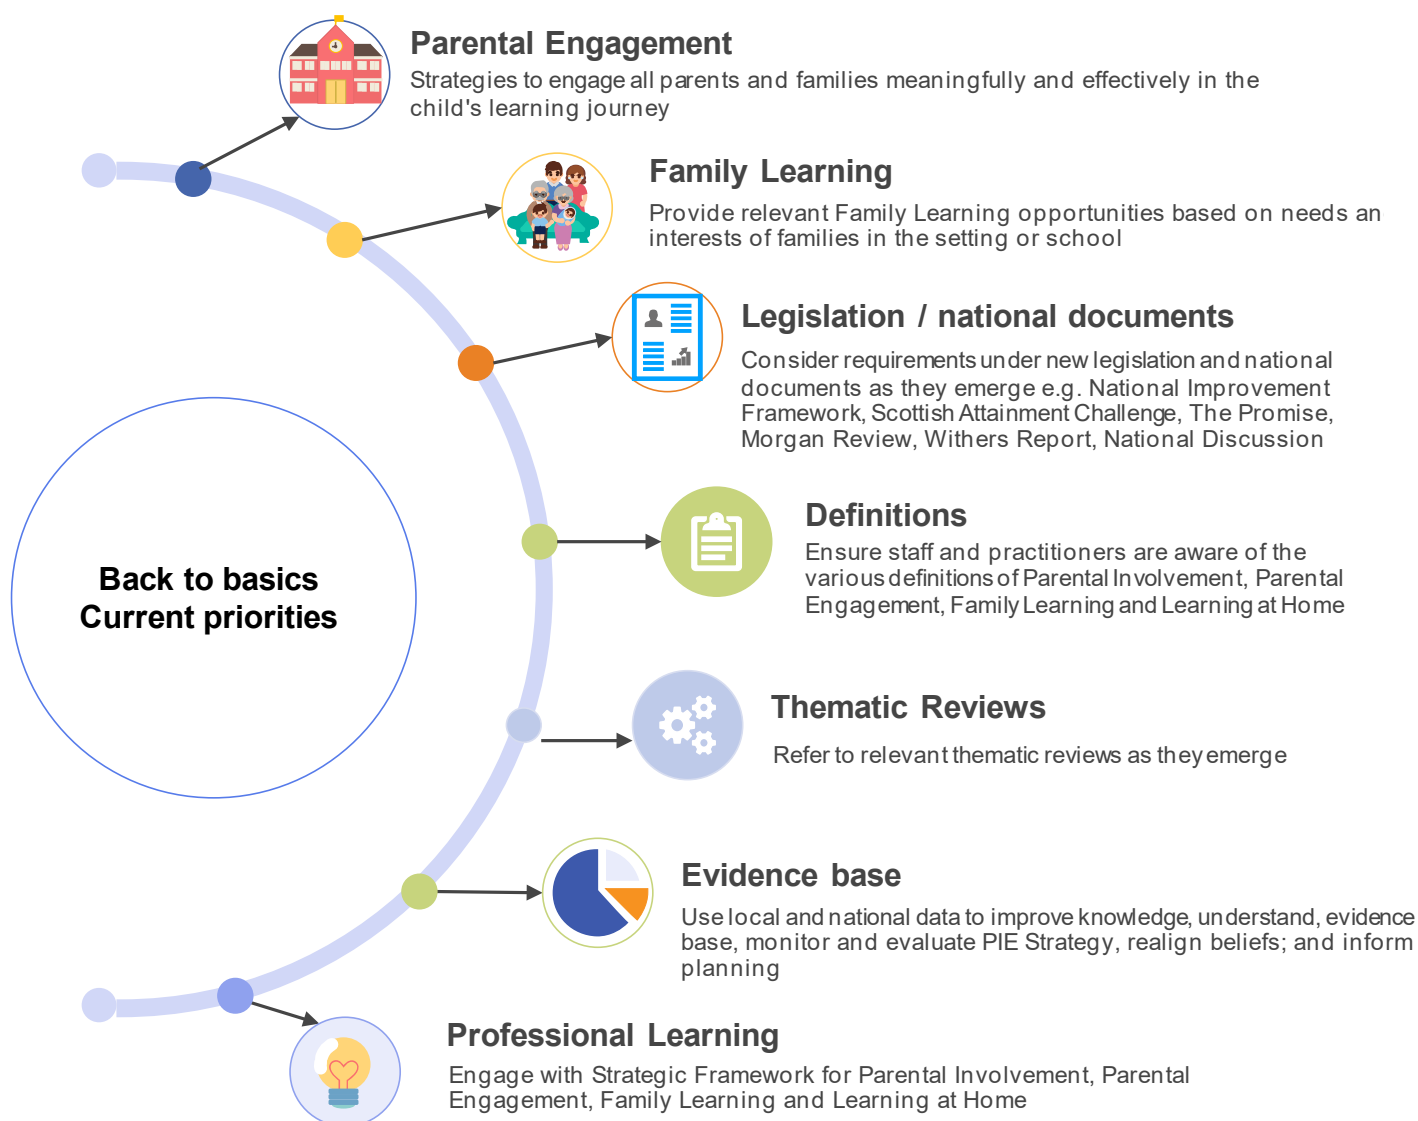 Parental Engagement
Strategies to engage all parents and families meaningfully and effectively in the
child's learning journey
Family Learning
Provide relevant Family Learning opportunities based on needs an
interests of families in the setting or school
Legislation / national documents
Consider requirements under new legislation and national
documents as they emerge e.g. National Improvement
Framework, Scottish Attainment Challenge, The Promise,
Morgan Review, Withers Report, National Discussion
Back to basics
Current priorities
Definitions
Ensure staff and practitioners are aware of the
various definitions of Parental Involvement, Parental
Engagement, Family Learning and Learning at Home
Thematic Reviews
Refer to relevant thematic reviews as they emerge
Evidence base
Use local and national data to improve knowledge, understand, evidence
base, monitor and evaluate PIE Strategy, realign beliefs; and inform
planning
Professional Learning
Engage with Strategic Framework for Parental Involvement, Parental
Engagement, Family Learning and Learning at Home